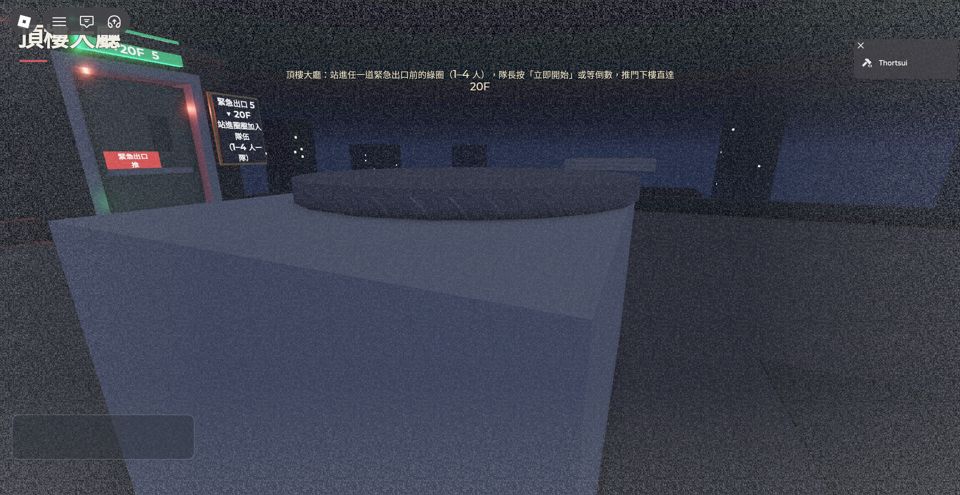 頂樓大廳
20F 5
緊急出口 5
▼ 20F
站進圈圈加入
隊伍
(1–4 人一
隊)
緊急出口
推
頂樓大廳：站進任一道緊急出口前的綠圈（1–4 人），隊長按「立即開始」或等倒數，推門下樓直達
20F
Thortsui